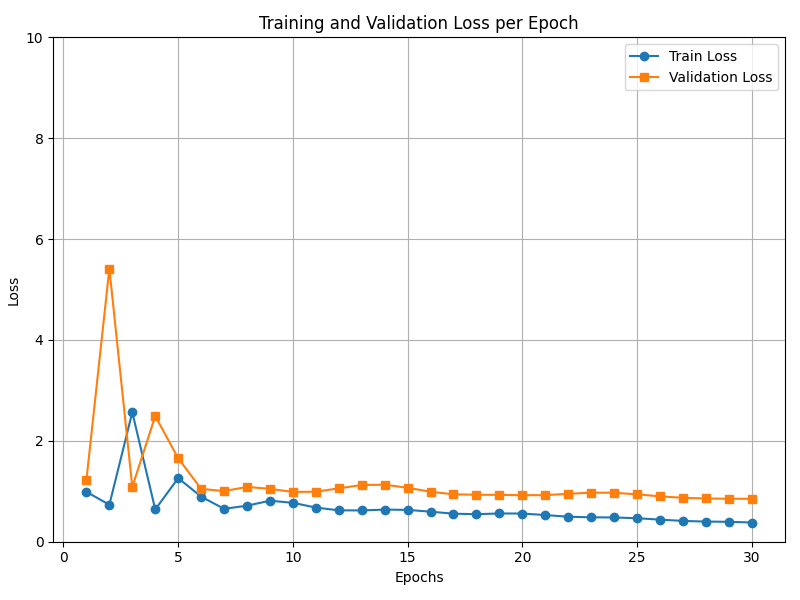 Training and Validation Loss per Epoch
Train Loss
Validation Loss
10
8
6
4
2
0
Loss
0 5 10 15 20 25 30
Epochs